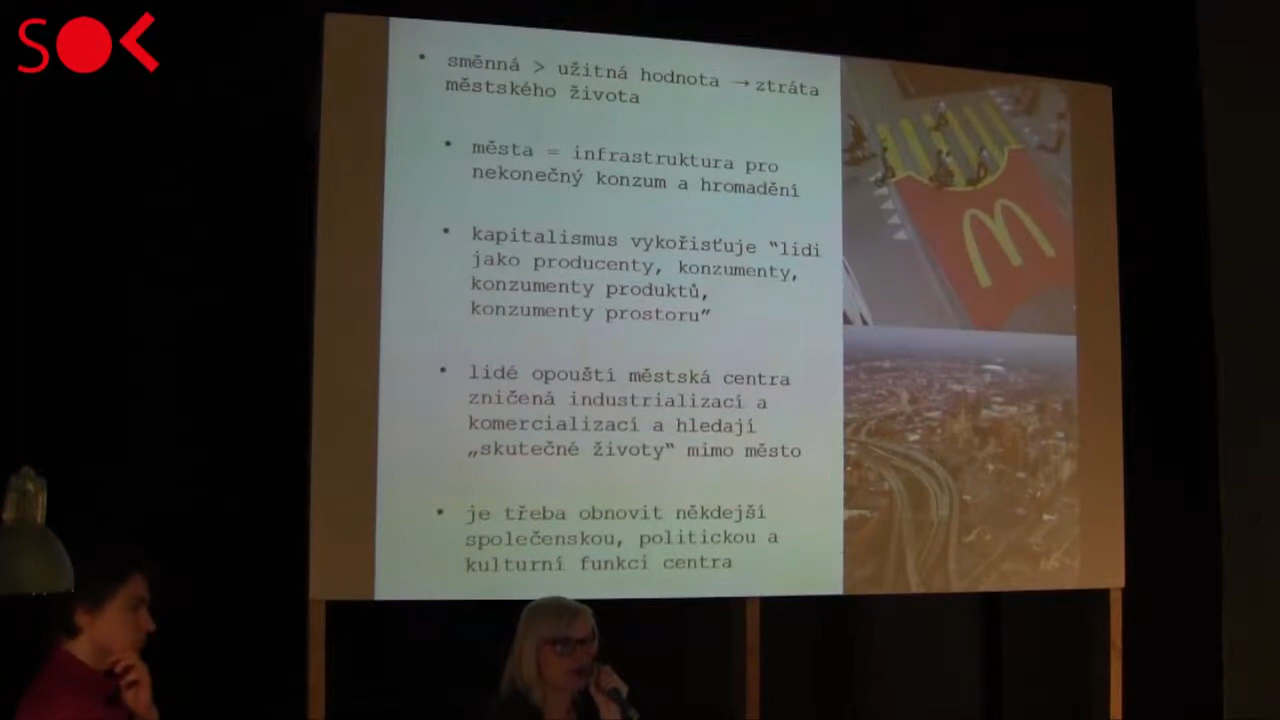 SOK
• směnná > užitná hodnota → ztráta
městského života
• města = infrastruktura pro
nekonečný konzum a hromadění
• kapitalismus vykořisťuje "lidi
jako producenty, konzumenty,
konzumenty produktů,
konzumenty prostoru”
• lidé opouští městská centra
zničená industrializací a
komercializací a hledají
„skutečné životy“ mimo město
• je třeba obnovit někdejší
společenskou, politickou a
kulturní funkci centra